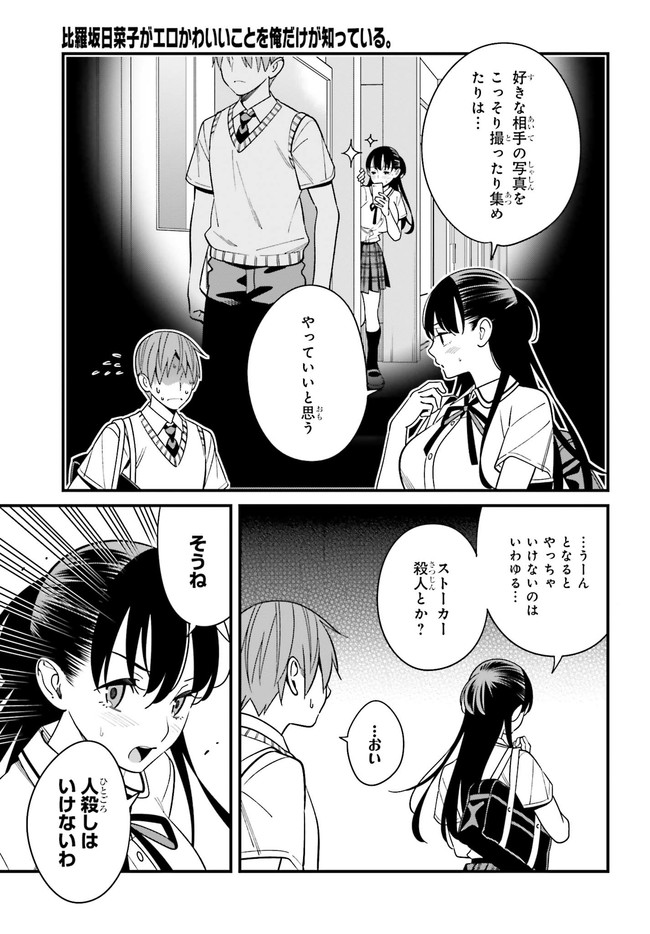 比羅坂日菜子がエロかわいいことを俺だけが知っている。
好きな相手の写真を
こっそり撮ったり集め
たりは…
やっていいと思う
…うーん
となると
やっちゃ
いけないのは
いわゆる…
ストーカー
殺人とか?
…おい
そうね
人殺しは
いけないわ